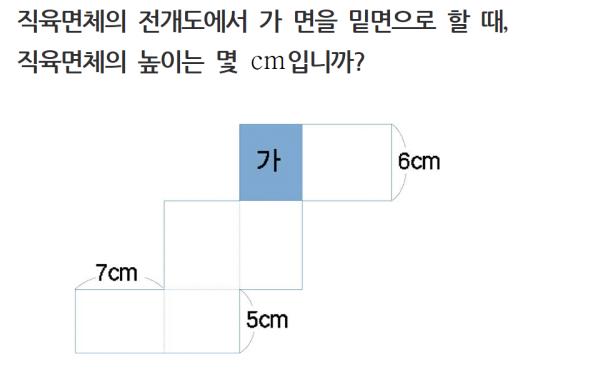 직육면체의 전개도에서 가 면을 밑면으로 할 때,
직육면체의 높이는 몇 cm입니까?
가
6cm
7cm
5cm